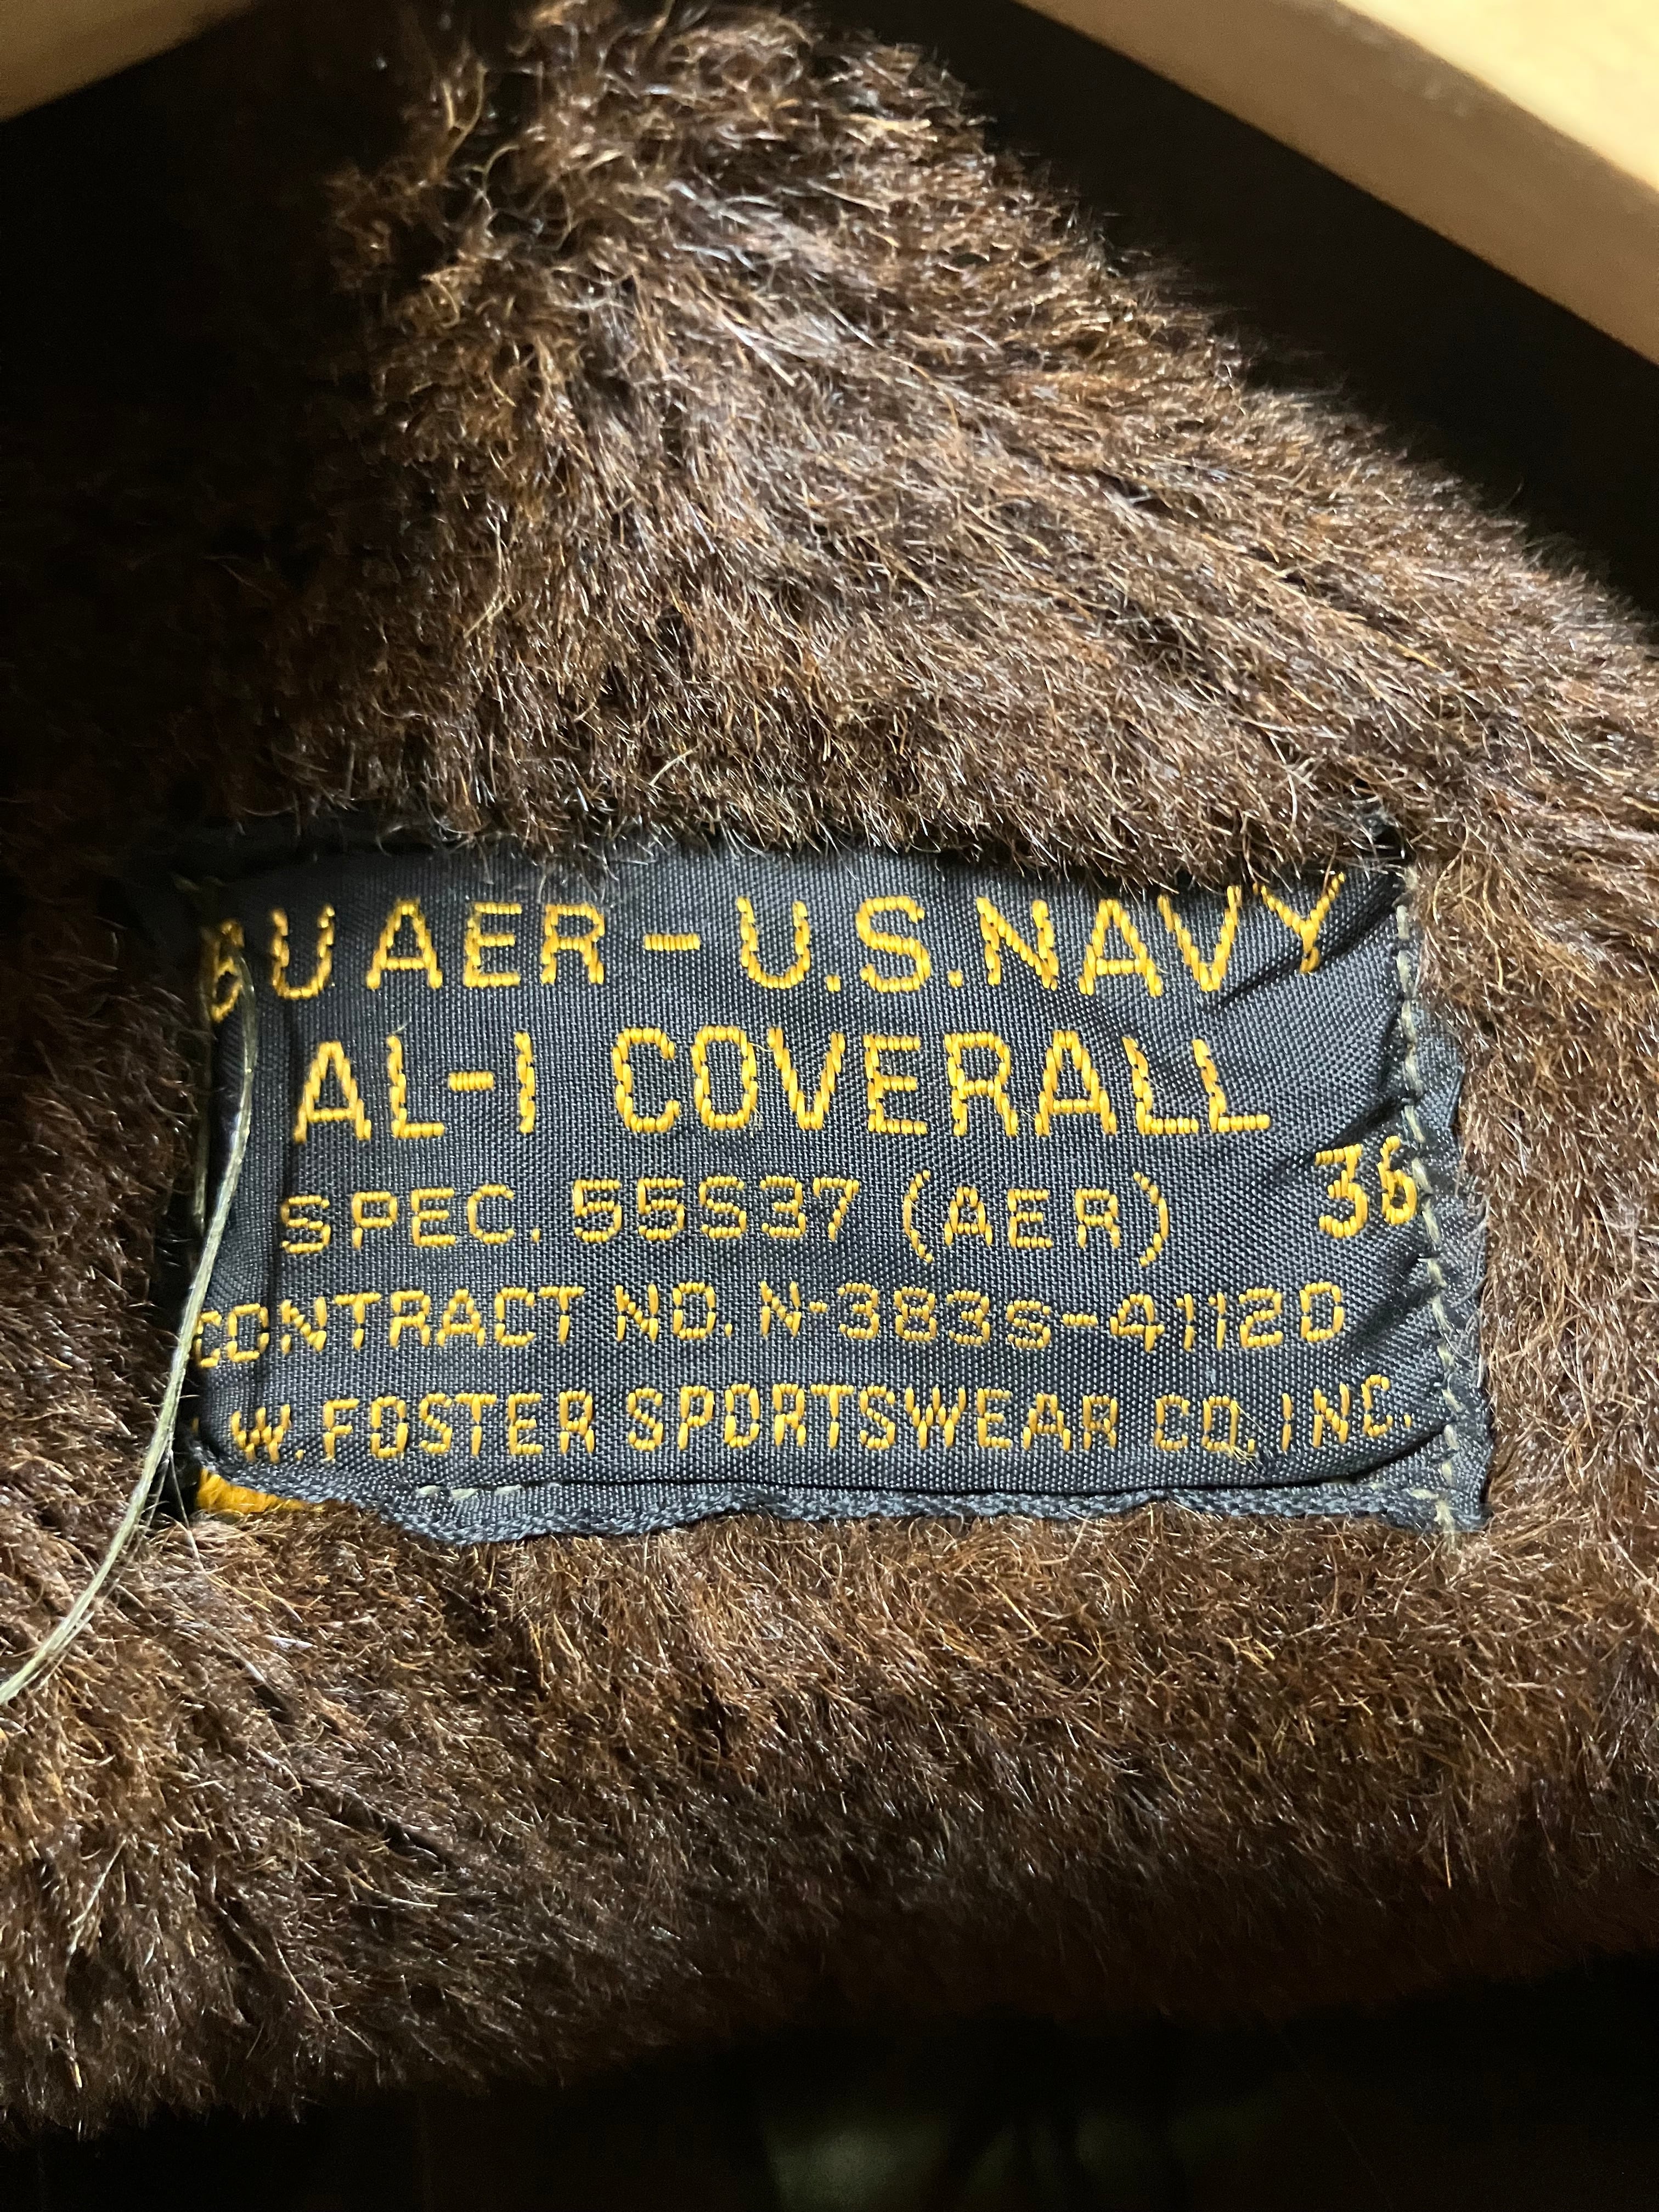 BUAER-U.S.NAVY
AL-1 COVERALL
SPEC. 55S37 (AER) 36
CONTRACT NO. N-383S-41120
W. FOSTER SPORTSWEAR CO. INC.